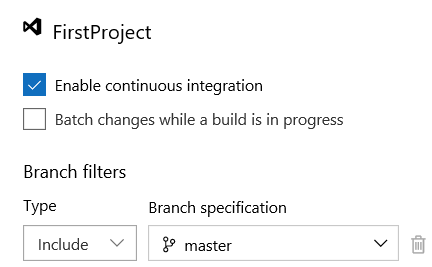 FirstProject
Enable continuous integration
Batch changes while a build is in progress
Branch filters
Type Branch specification
Include master